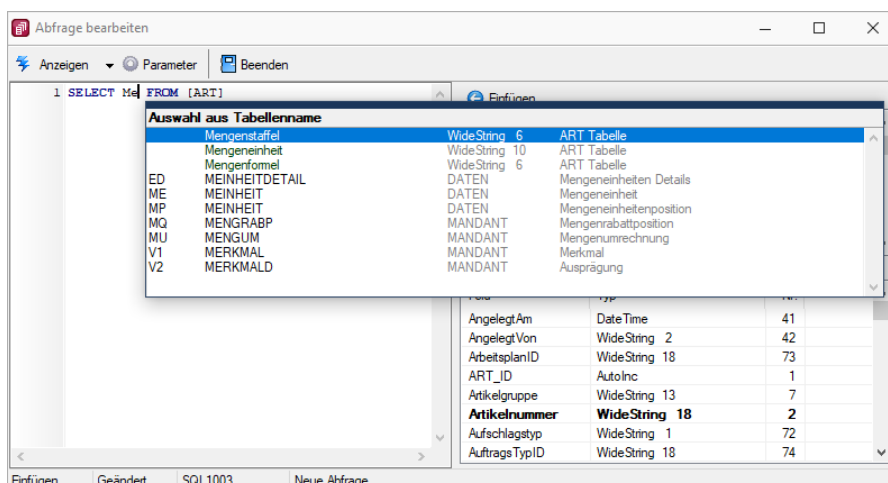 Abfrage bearbeiten
Anzeigen Parameter Beenden
1 SELECT Me FROM [ART]
Einfügen
Auswahl aus Tabellenname
Mengenstaffel WideString 6 ART Tabelle
Mengeneinheit WideString 10 ART Tabelle
Mengenformel WideString 6 ART Tabelle
ED MEINHEITDETAIL DATEN Mengeneinheiten Details
ME MEINHEIT DATEN Mengeneinheit
MP MEINHEIT DATEN Mengeneinheitenposition
MQ MENGRABP MANDANT Mengenrabattposition
MU MENGUM MANDANT Mengenumrechnung
V1 MERKMAL MANDANT Merkmal
V2 MERKMALD MANDANT Ausprägung
Feld Typ Nr.
AngelegtAm DateTime 41
AngelegtVon WideString 2 42
ArbeitsplanID WideString 18 73
ART_ID AutoInc 1
Artikelgruppe WideString 13 7
Artikelnummer WideString 18 2
Aufschlagstyp WideString 1 72
AuftragsTypID WideString 18 74
Einfügen Geändert SQL1003 Neue Abfrage